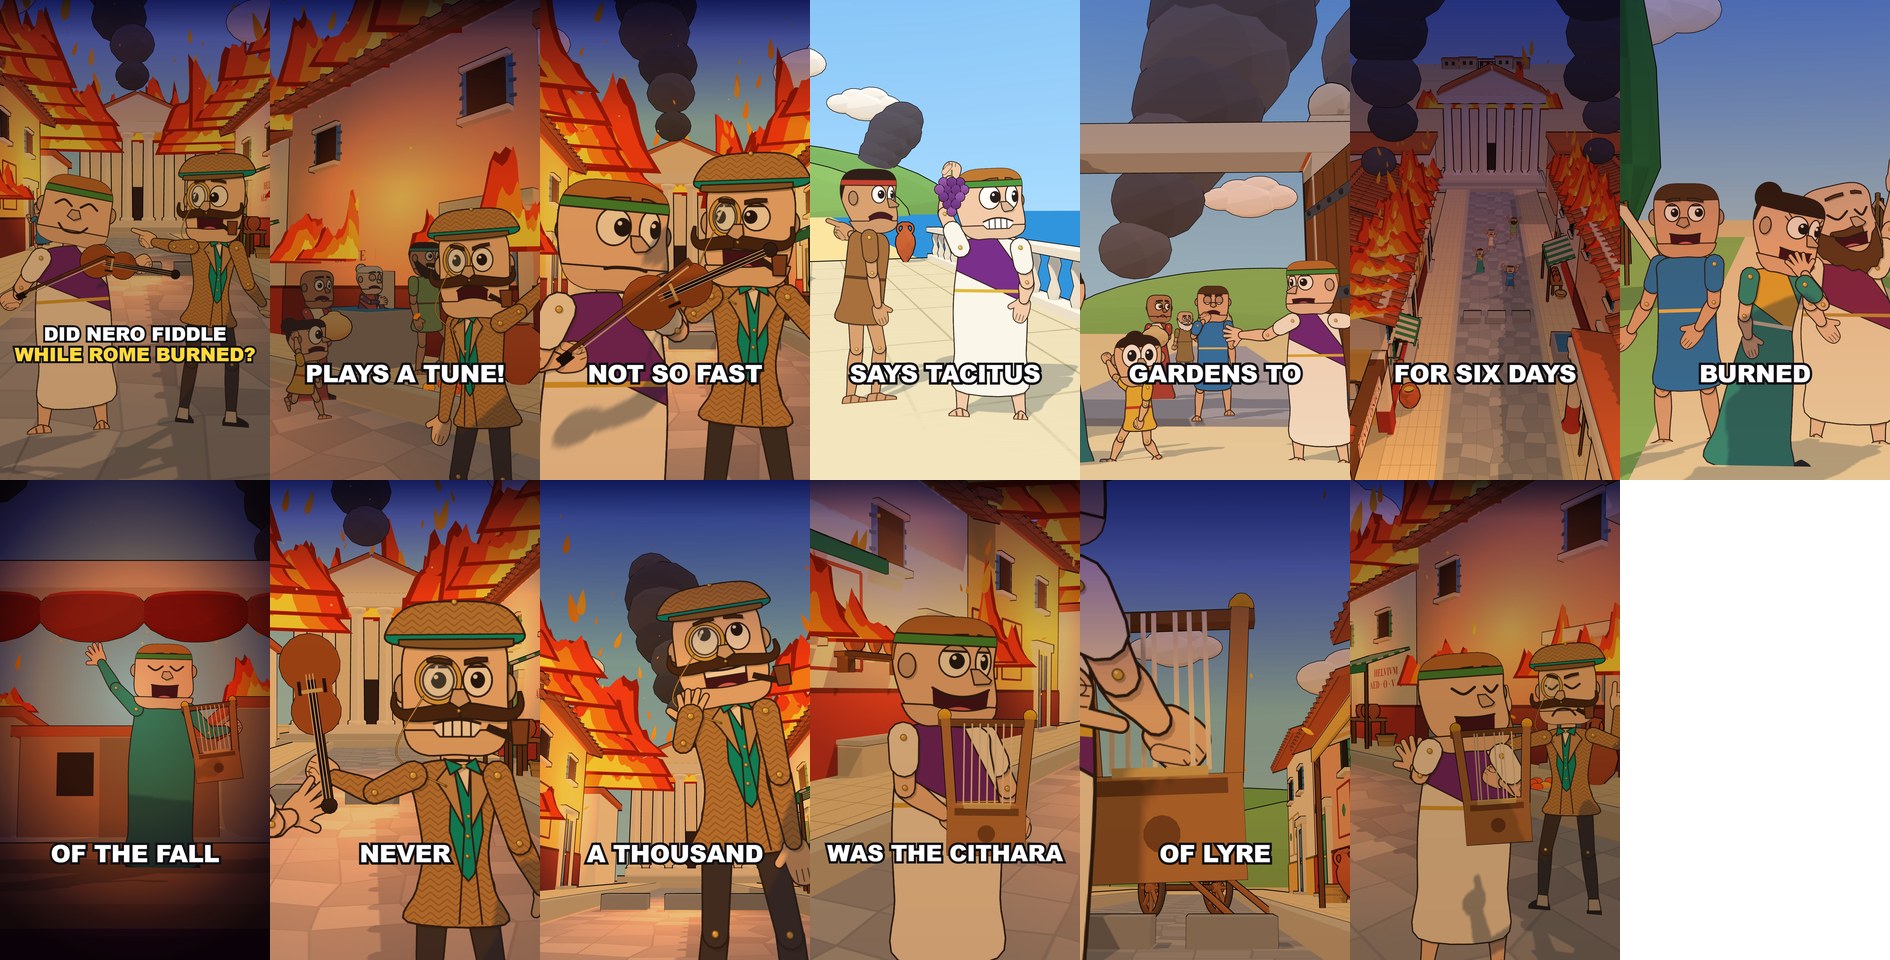 DID NERO FIDDLE
WHILE ROME BURNED?
PLAYS A TUNE!
NOT SO FAST
SAYS TACITUS
GARDENS TO
FOR SIX DAYS
BURNED
OF THE FALL
NEVER
A THOUSAND
WAS THE CITHARA
OF LYRE
HELVIVM